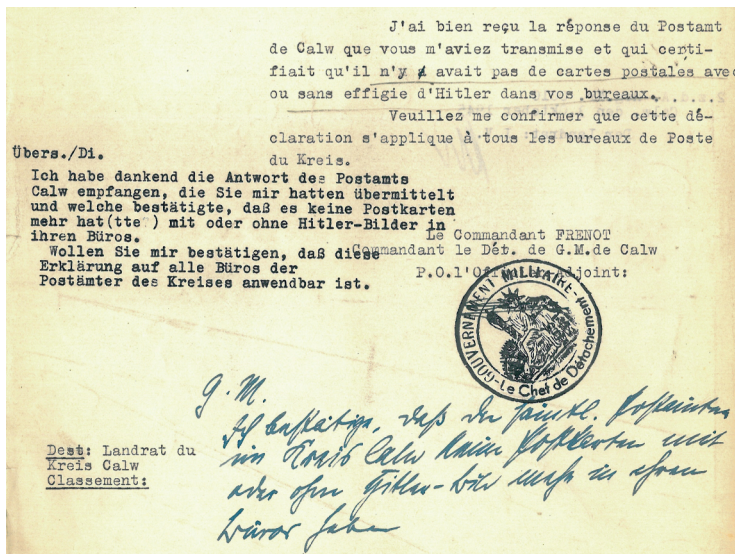 J'ai bien reçu la réponse du Postamt
de Calw que vous m'aviez transmise et qui certi-
fiait qu'il n'y avait pas de cartes postales avec
ou sans effigie d'Hitler dans vos bureaux.
Veuillez me confirmer que cette dé-
claration s'applique à tous les bureaux de Poste
du Kreis.
Übers./Di.
Ich habe dankend die Antwort des Postamts
Calw empfangen, die Sie mir hatten übermittelt
und welche bestätigte, daß es keine Postkarten
mehr hat(tte?) mit oder ohne Hitler-Bilder in
ihren Büros.
Wollen Sie mir bestätigen, daß diese
Erklärung auf alle Büros der
Postämter des Kreises anwendbar ist.
Le Commandant FRENOT
Commandant le Dét. de G.M.de Calw
P.O.l'Officier Adjoint:
GOUVERNEMENT MILITAIRE
Le Chef de Détachement
G. M.
Ich bestätige, daß die sämtl. Postämter
im Kreis Calw keine Postkarten mit
oder ohne Hitler-Bild mehr in ihren
Büros haben
Dest: Landrat du
Kreis Calw
Classement: